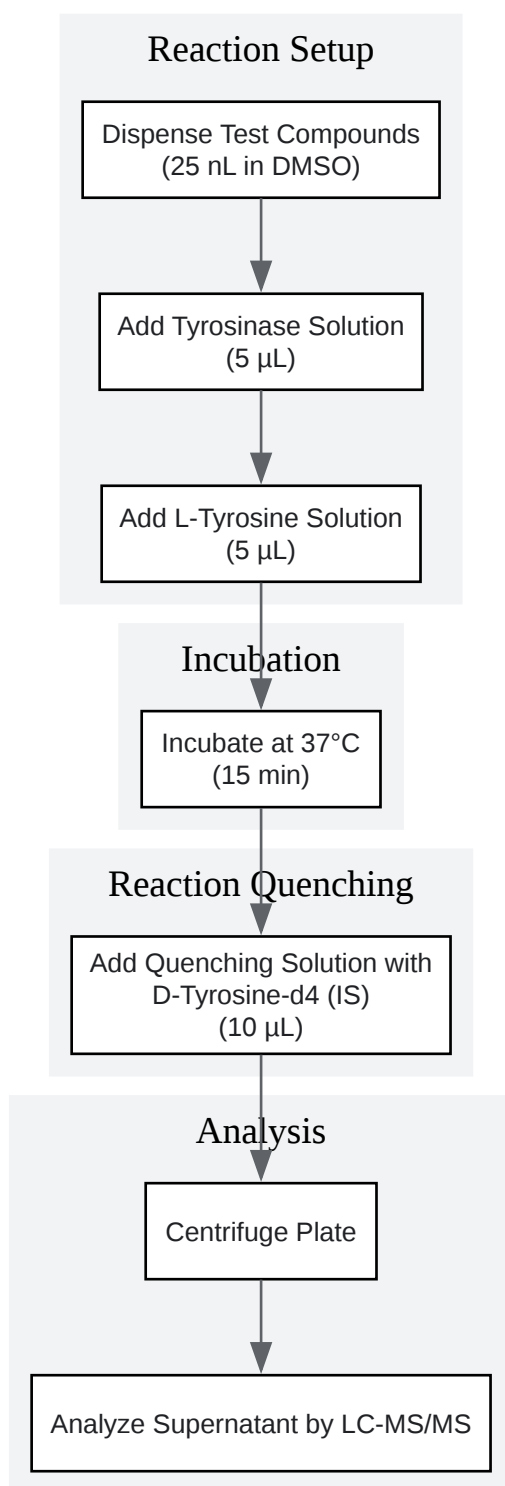 Reaction Setup
Dispense Test Compounds
(25 nL in DMSO)
Add Tyrosinase Solution
(5 µL)
Add L-Tyrosine Solution
(5 µL)
Incubation
Incubate at 37°C
(15 min)
Reaction Quenching
Add Quenching Solution with
D-Tyrosine-d4 (IS)
(10 µL)
Analysis
Centrifuge Plate
Analyze Supernatant by LC-MS/MS